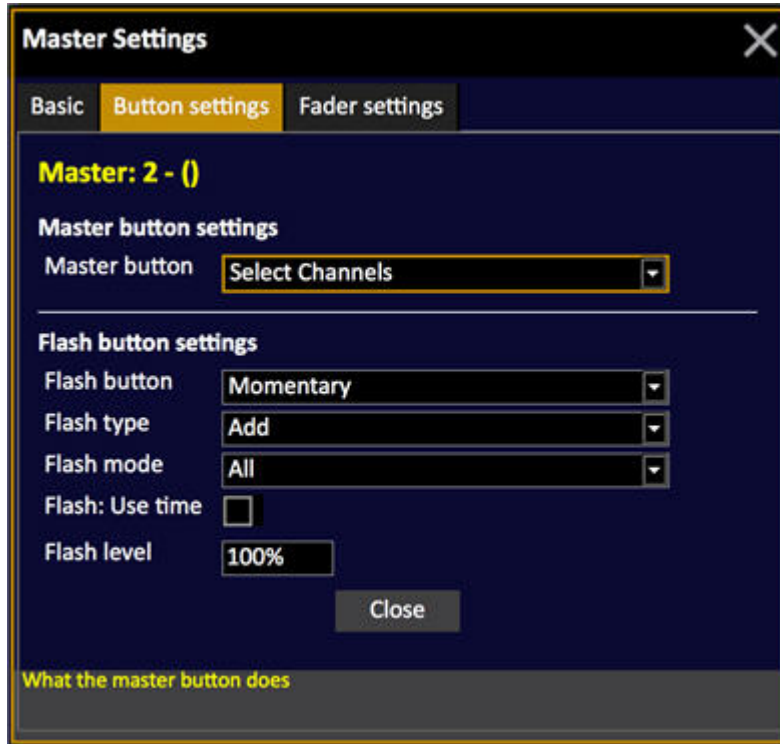 Master Settings
Basic Button settings Fader settings
Master: 2 - ()
Master button settings
Master button Select Channels
Flash button settings
Flash button Momentary
Flash type Add
Flash mode All
Flash: Use time
Flash level 100%
Close
What the master button does